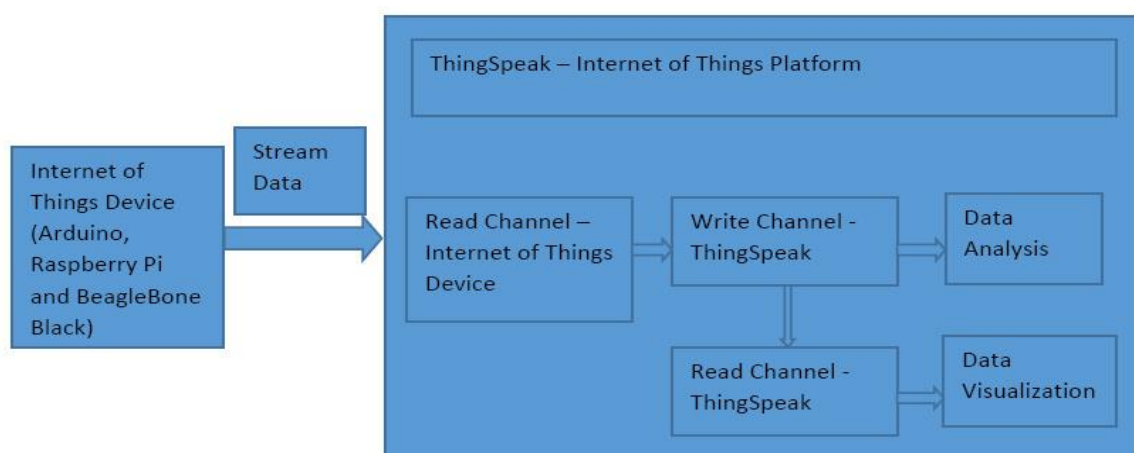 ThingSpeak – Internet of Things Platform
Stream
Data
Internet of
Things Device
(Arduino,
Raspberry Pi
and BeagleBone
Black)
Read Channel –
Internet of Things
Device
Write Channel -
ThingSpeak
Data
Analysis
Read Channel -
ThingSpeak
Data
Visualization